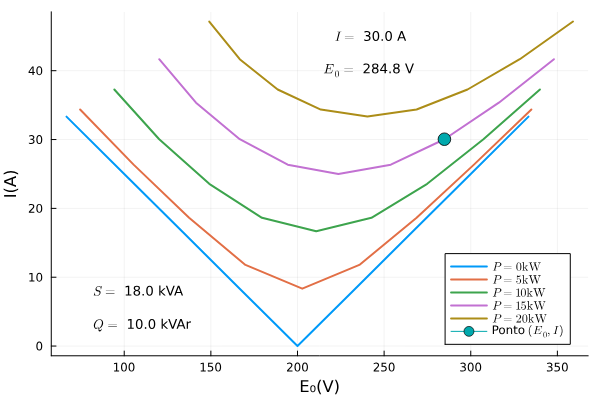 I = 30.0 A
E₀ = 284.8 V
40
30
20
10
0
I(A)
S = 18.0 kVA
Q = 10.0 kVAr
P = 0kW
P = 5kW
P = 10kW
P = 15kW
P = 20kW
Ponto (E₀, I)
100 150 200 250 300 350
E₀(V)